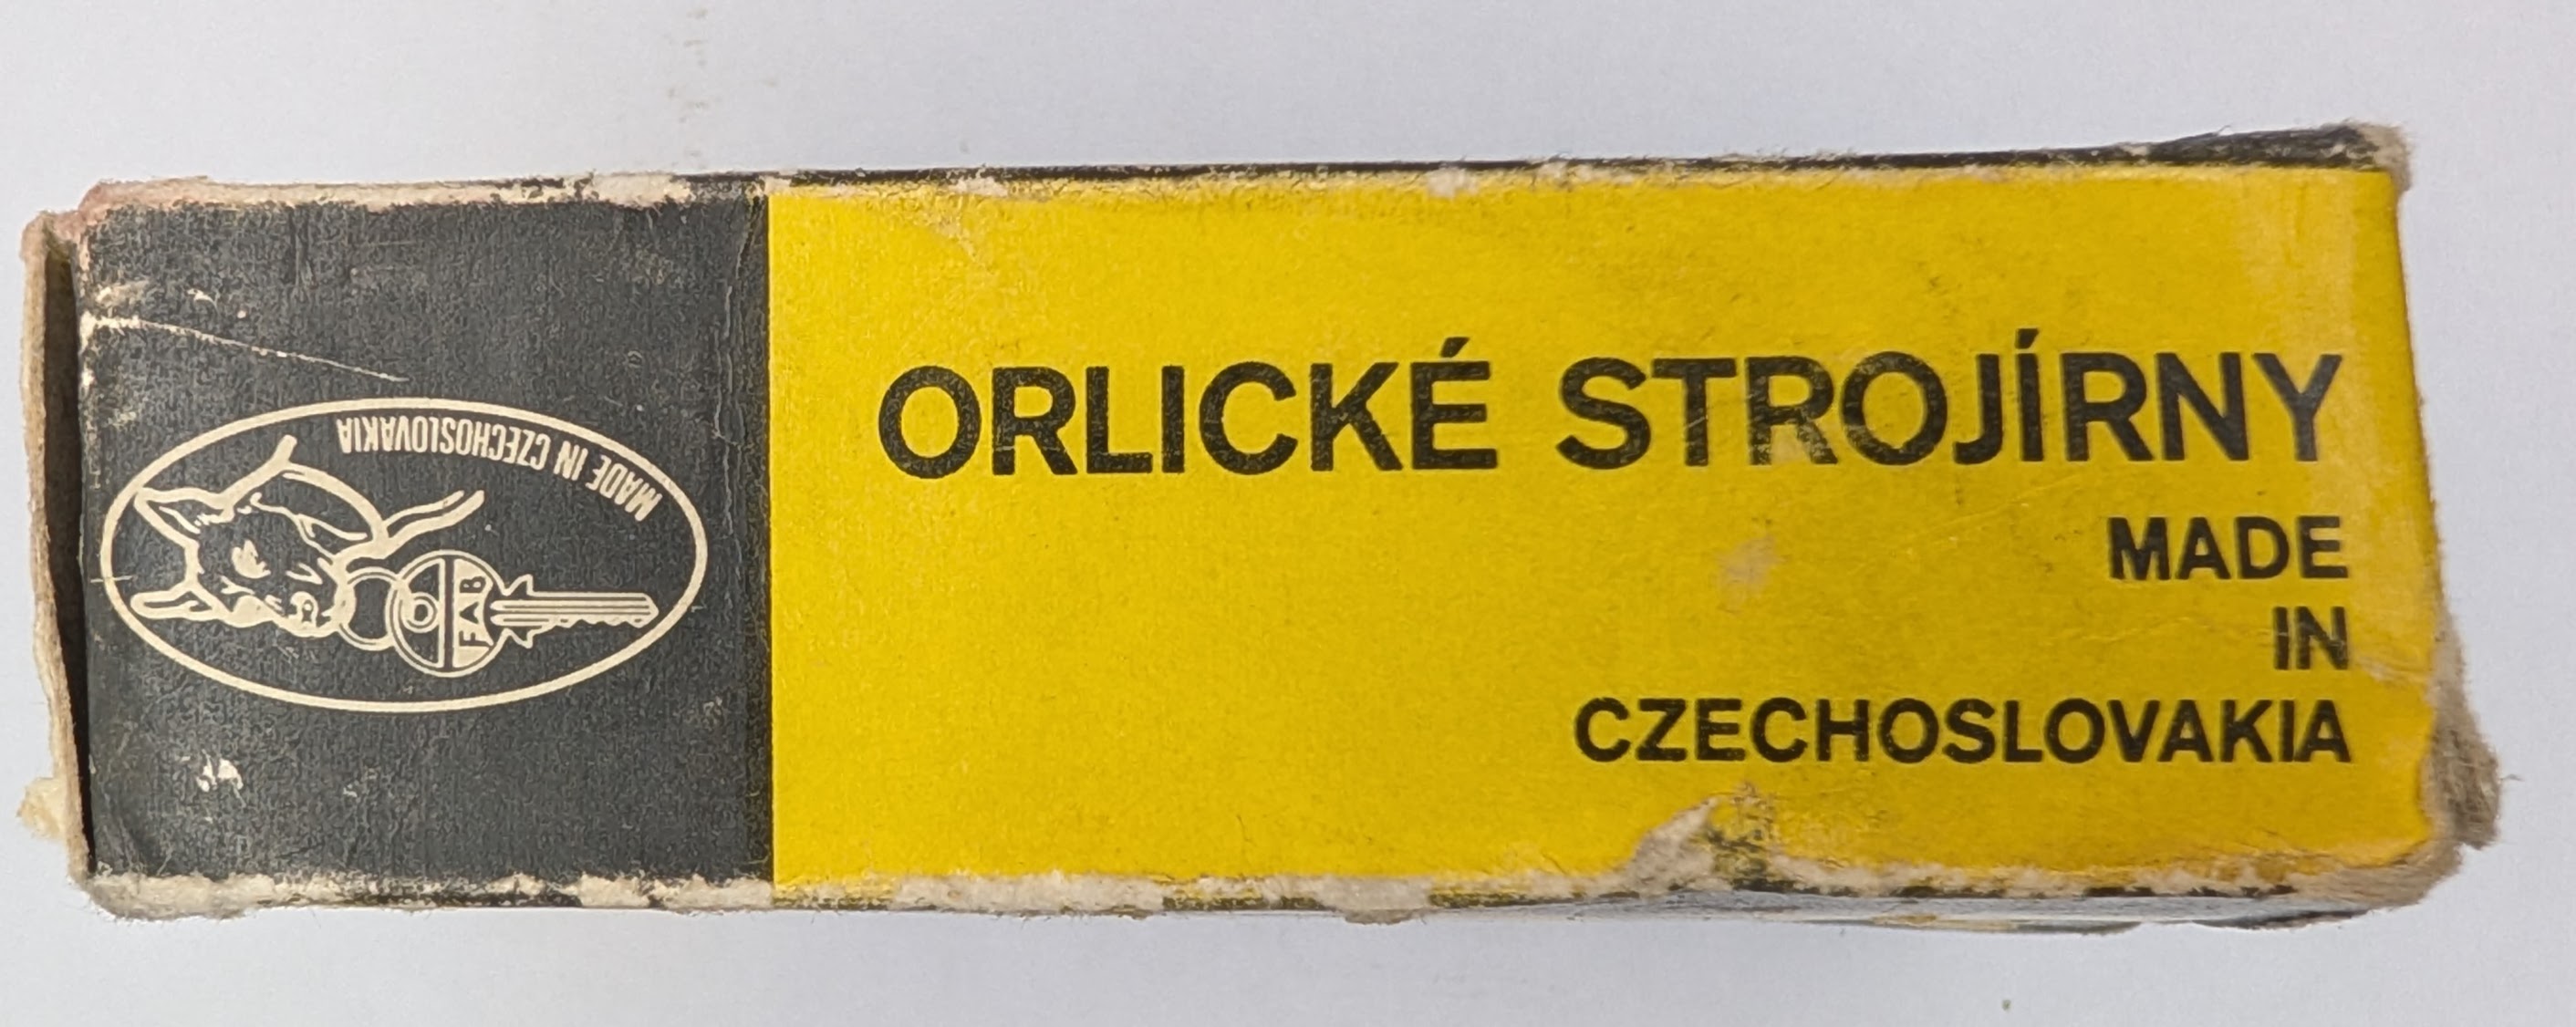 MADE IN CZECHOSLOVAKIA
FAB
ORLICKÉ STROJÍRNY
MADE
IN
CZECHOSLOVAKIA